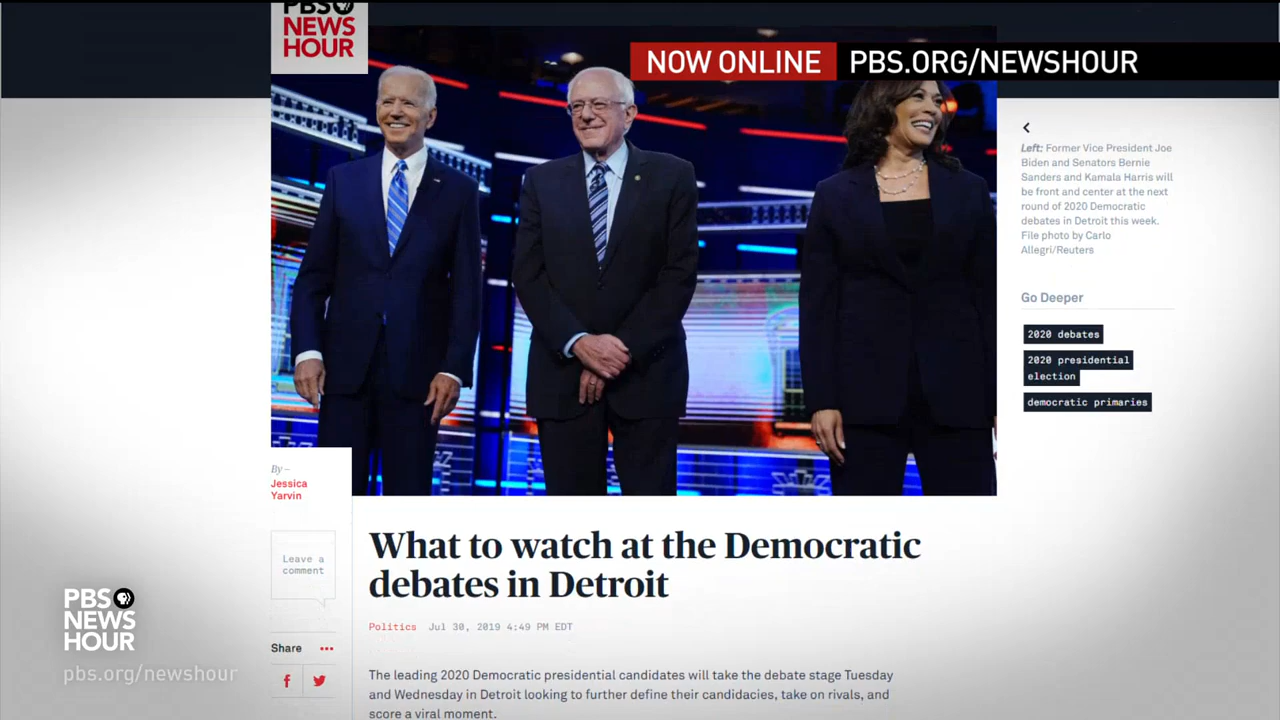 PBS
NEWS
HOUR
NOW ONLINE
PBS.ORG/NEWSHOUR
Left: Former Vice President Joe
Biden and Senators Bernie
Sanders and Kamala Harris will
be front and center at the next
round of 2020 Democratic
debates in Detroit this week.
File photo by Carlo
Allegri/Reuters
Go Deeper
2020 debates
2020 presidential
election
democratic primaries
By –
Jessica
Yarvin
Leave a
comment
Share
What to watch at the Democratic
debates in Detroit
Politics Jul 30, 2019 4:49 PM EDT
The leading 2020 Democratic presidential candidates will take the debate stage Tuesday
and Wednesday in Detroit looking to further define their candidacies, take on rivals, and
score a viral moment.
PBS
NEWS
HOUR
pbs.org/newshour